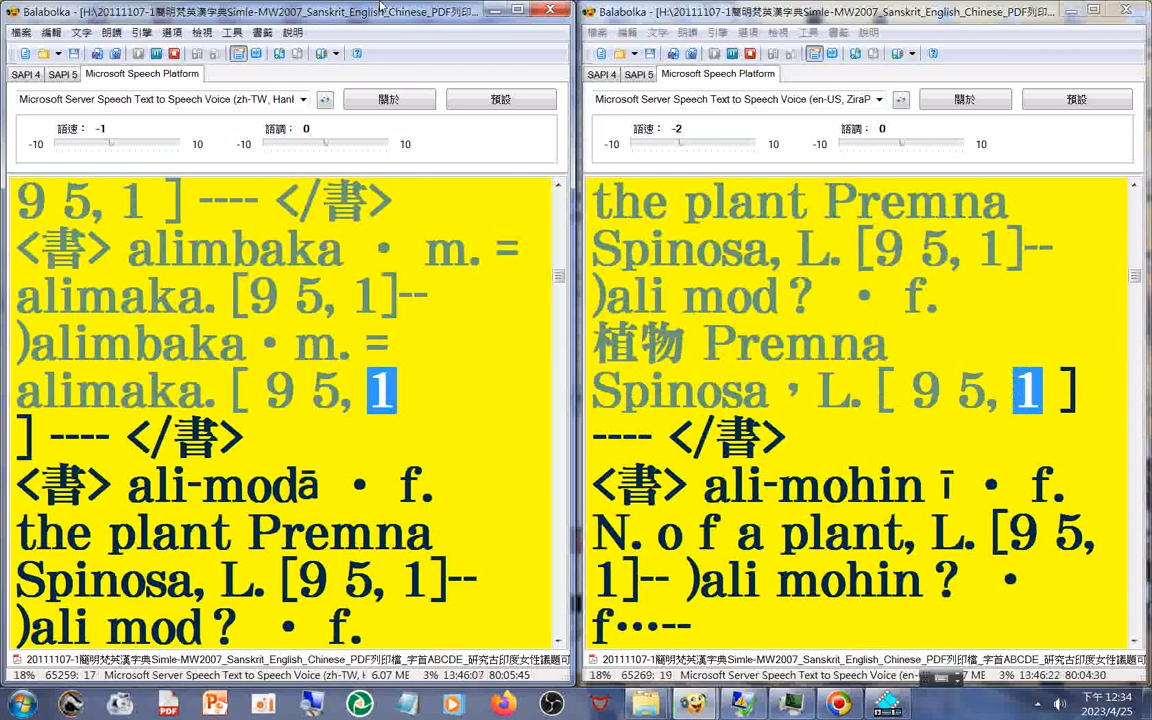 Balabolka - [H:\20111107-1簡明梵英漢字典Simle-MW2007_Sanskrit_English_Chinese_PDF列印...
檔案 編輯 文字 朗讀 引擎 選項 檢視 工具 書籤 說明
SAPI 4 SAPI 5 Microsoft Speech Platform
Microsoft Server Speech Text to Speech Voice (zh-TW, Hanl
關於 預設
語速： -1 語調： 0
-10 10 -10 10
9 5, 1 ] ---- </書>
<書> alimbaka ・ m. =
alimaka. [9 5, 1]--
)alimbaka・m. =
alimaka. [ 9 5, 1
] ---- </書>
<書> ali-modā ・ f.
the plant Premna
Spinosa, L. [9 5, 1]--
)ali mod？ ・ f.
20111107-1簡明梵英漢字典Simle-MW2007_Sanskrit_English_Chinese_PDF列印檔_字首ABCDE_研究古印度女性議題可
18% 65259: 17 Microsoft Server Speech Text to Speech Voice (zh-TW, H 6.07 ME 3% 13:46:07 80:05:45
Balabolka - [H:\20111107-1簡明梵英漢字典Simle-MW2007_Sanskrit_English_Chinese_PDF列印...
檔案 編輯 文字 朗讀 引擎 選項 檢視 工具 書籤 說明
SAPI 4 SAPI 5 Microsoft Speech Platform
Microsoft Server Speech Text to Speech Voice (en-US, ZiraP
關於 預設
語速： -2 語調： 0
-10 10 -10 10
the plant Premna
Spinosa, L. [9 5, 1]--
)ali mod？ ・ f.
植物 Premna
Spinosa，L. [ 9 5, 1 ]
---- </書>
<書> ali-mohin ī ・ f.
N. o f a plant, L. [9 5,
1]-- )ali mohin？ ・
f…--
20111107-1簡明梵英漢字典Simle-MW2007_Sanskrit_English_Chinese_PDF列印檔_字首ABCDE_研究古印度女性議題可
18% 65269: 19 Microsoft Server Speech Text to Speech Voice 3% 13:46:22 80:04:30
下午 12:34
2023/4/25